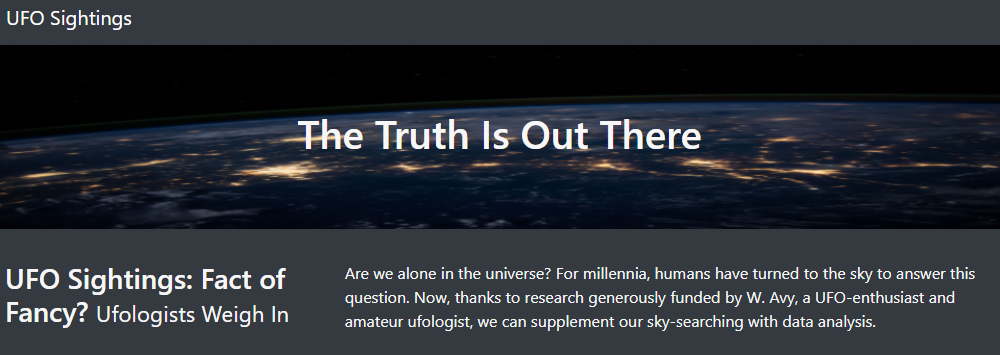 UFO Sightings
The Truth Is Out There
UFO Sightings: Fact of
Fancy? Ufologists Weigh In
Are we alone in the universe? For millennia, humans have turned to the sky to answer this
question. Now, thanks to research generously funded by W. Avy, a UFO-enthusiast and
amateur ufologist, we can supplement our sky-searching with data analysis.